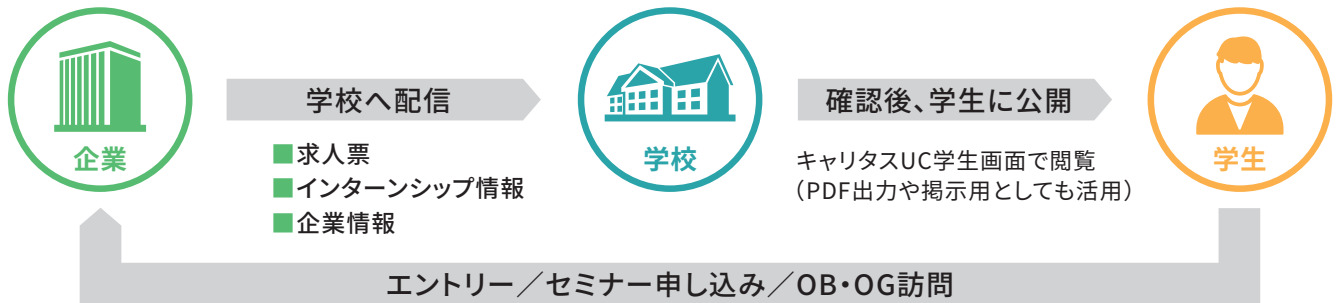 企業
学校へ配信
■求人票
■インターンシップ情報
■企業情報
学校
確認後、学生に公開
キャリタスUC学生画面で閲覧
（PDF出力や掲示用としても活用）
学生
エントリー／セミナー申し込み／OB・OG訪問